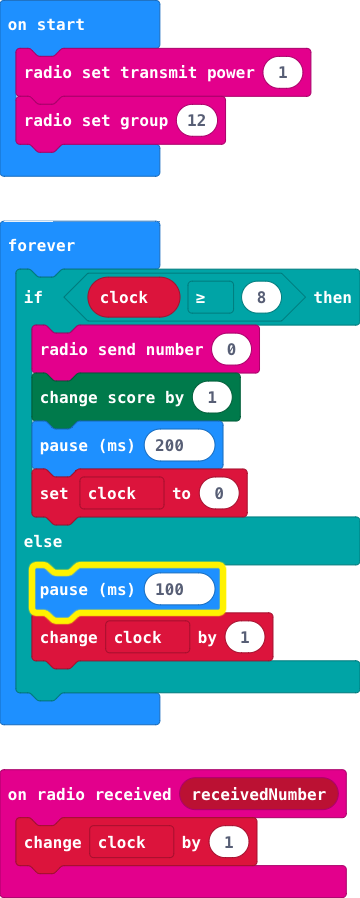 on start
radio set transmit power 1
radio set group 12
forever
if clock ≥ 8 then
radio send number 0
change score by 1
pause (ms) 200
set clock to 0
else
pause (ms) 100
change clock by 1
on radio received receivedNumber
change clock by 1